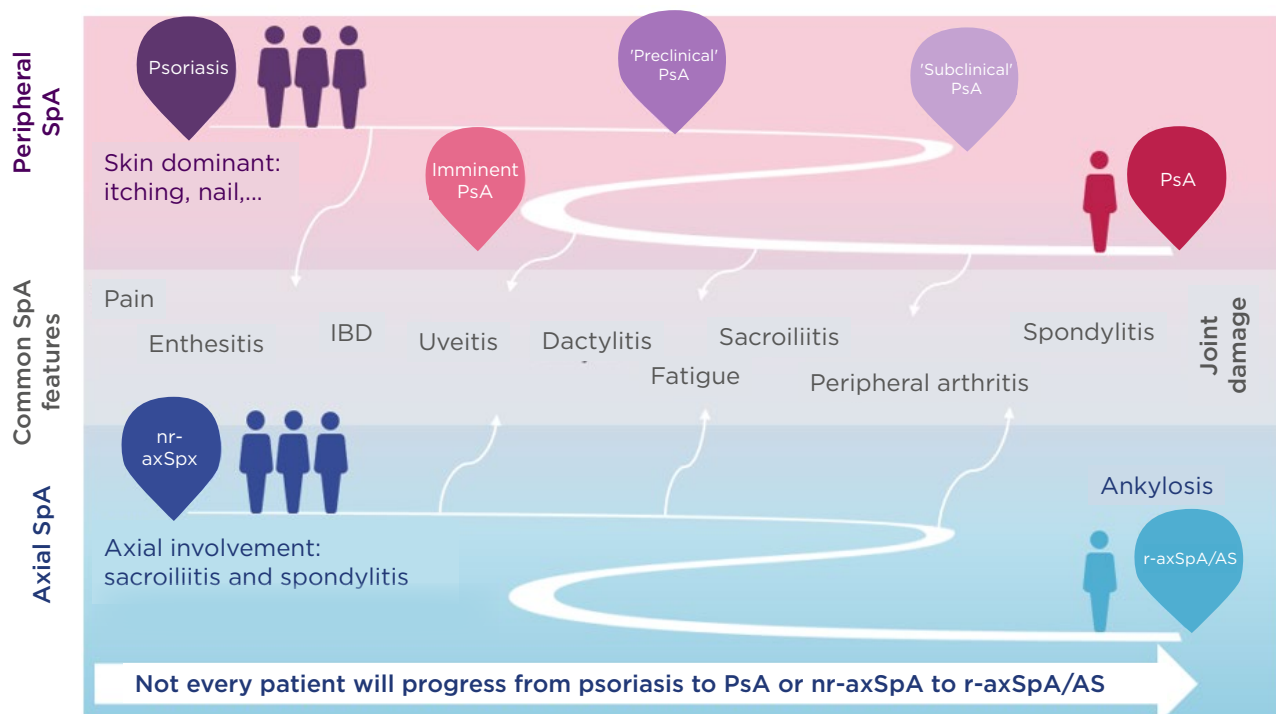 Peripheral
SpA
Psoriasis
'Preclinical'
PsA
'Subclinical'
PsA
Skin dominant:
itching, nail,...
Imminent
PsA
PsA
Common SpA
features
Pain
Enthesitis
IBD
Uveitis
Dactylitis
Sacroiliitis
Fatigue
Peripheral arthritis
Spondylitis
Joint
damage
Axial SpA
nr-
axSpx
Axial involvement:
sacroiliitis and spondylitis
Ankylosis
r-axSpA/AS
Not every patient will progress from psoriasis to PsA or nr-axSpA to r-axSpA/AS